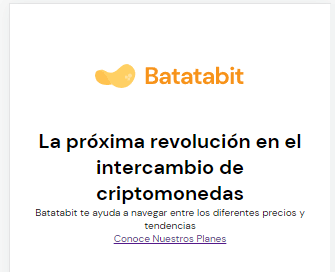 Batatabit
La próxima revolución en el
intercambio de
criptomonedas
Batatabit te ayuda a navegar entre los diferentes precios y
tendencias
Conoce Nuestros Planes